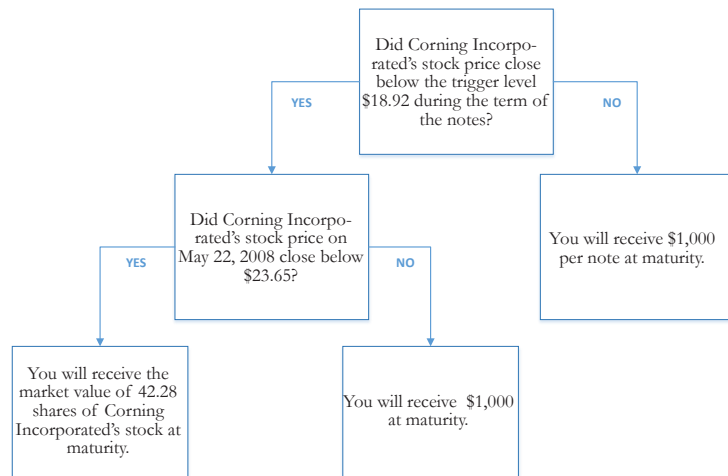 Did Corning Incorpo-
rated's stock price close
below the trigger level
$18.92 during the term of
the notes?
YES
NO
Did Corning Incorpo-
rated's stock price on
May 22, 2008 close below
$23.65?
You will receive $1,000
per note at maturity.
YES
NO
You will receive the
market value of 42.28
shares of Corning
Incorporated's stock at
maturity.
You will receive $1,000
at maturity.